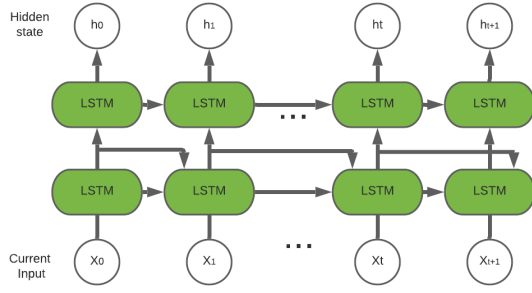 Hidden
state
h0
h1
ht
ht+1
LSTM
LSTM
LSTM
LSTM
...
LSTM
LSTM
LSTM
LSTM
...
Current
Input
X0
X1
Xt
Xt+1